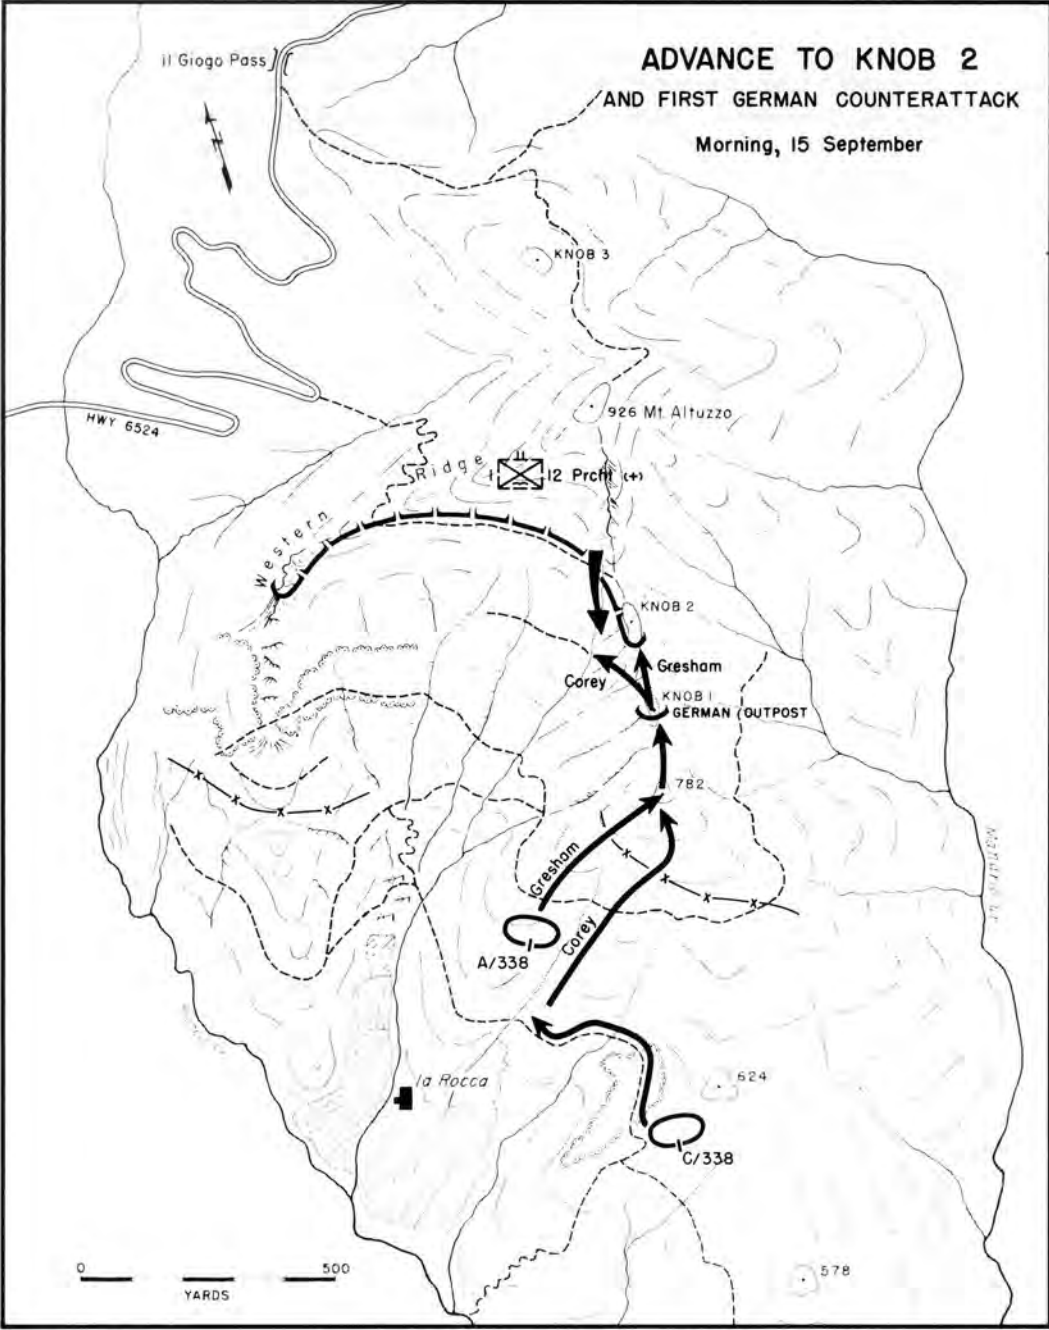 ADVANCE TO KNOB 2
AND FIRST GERMAN COUNTERATTACK
Morning, 15 September
il Giogo Pass
N
KNOB 3
HWY 6524
926 Mt. Altuzzo
Western Ridge
II
I
12 Prcht (+)
KNOB 2
Gresham
Corey
KNOB 1
GERMAN OUTPOST
782
Gresham
Corey
A/338
la Rocca
624
C/338
578
0
500
YARDS